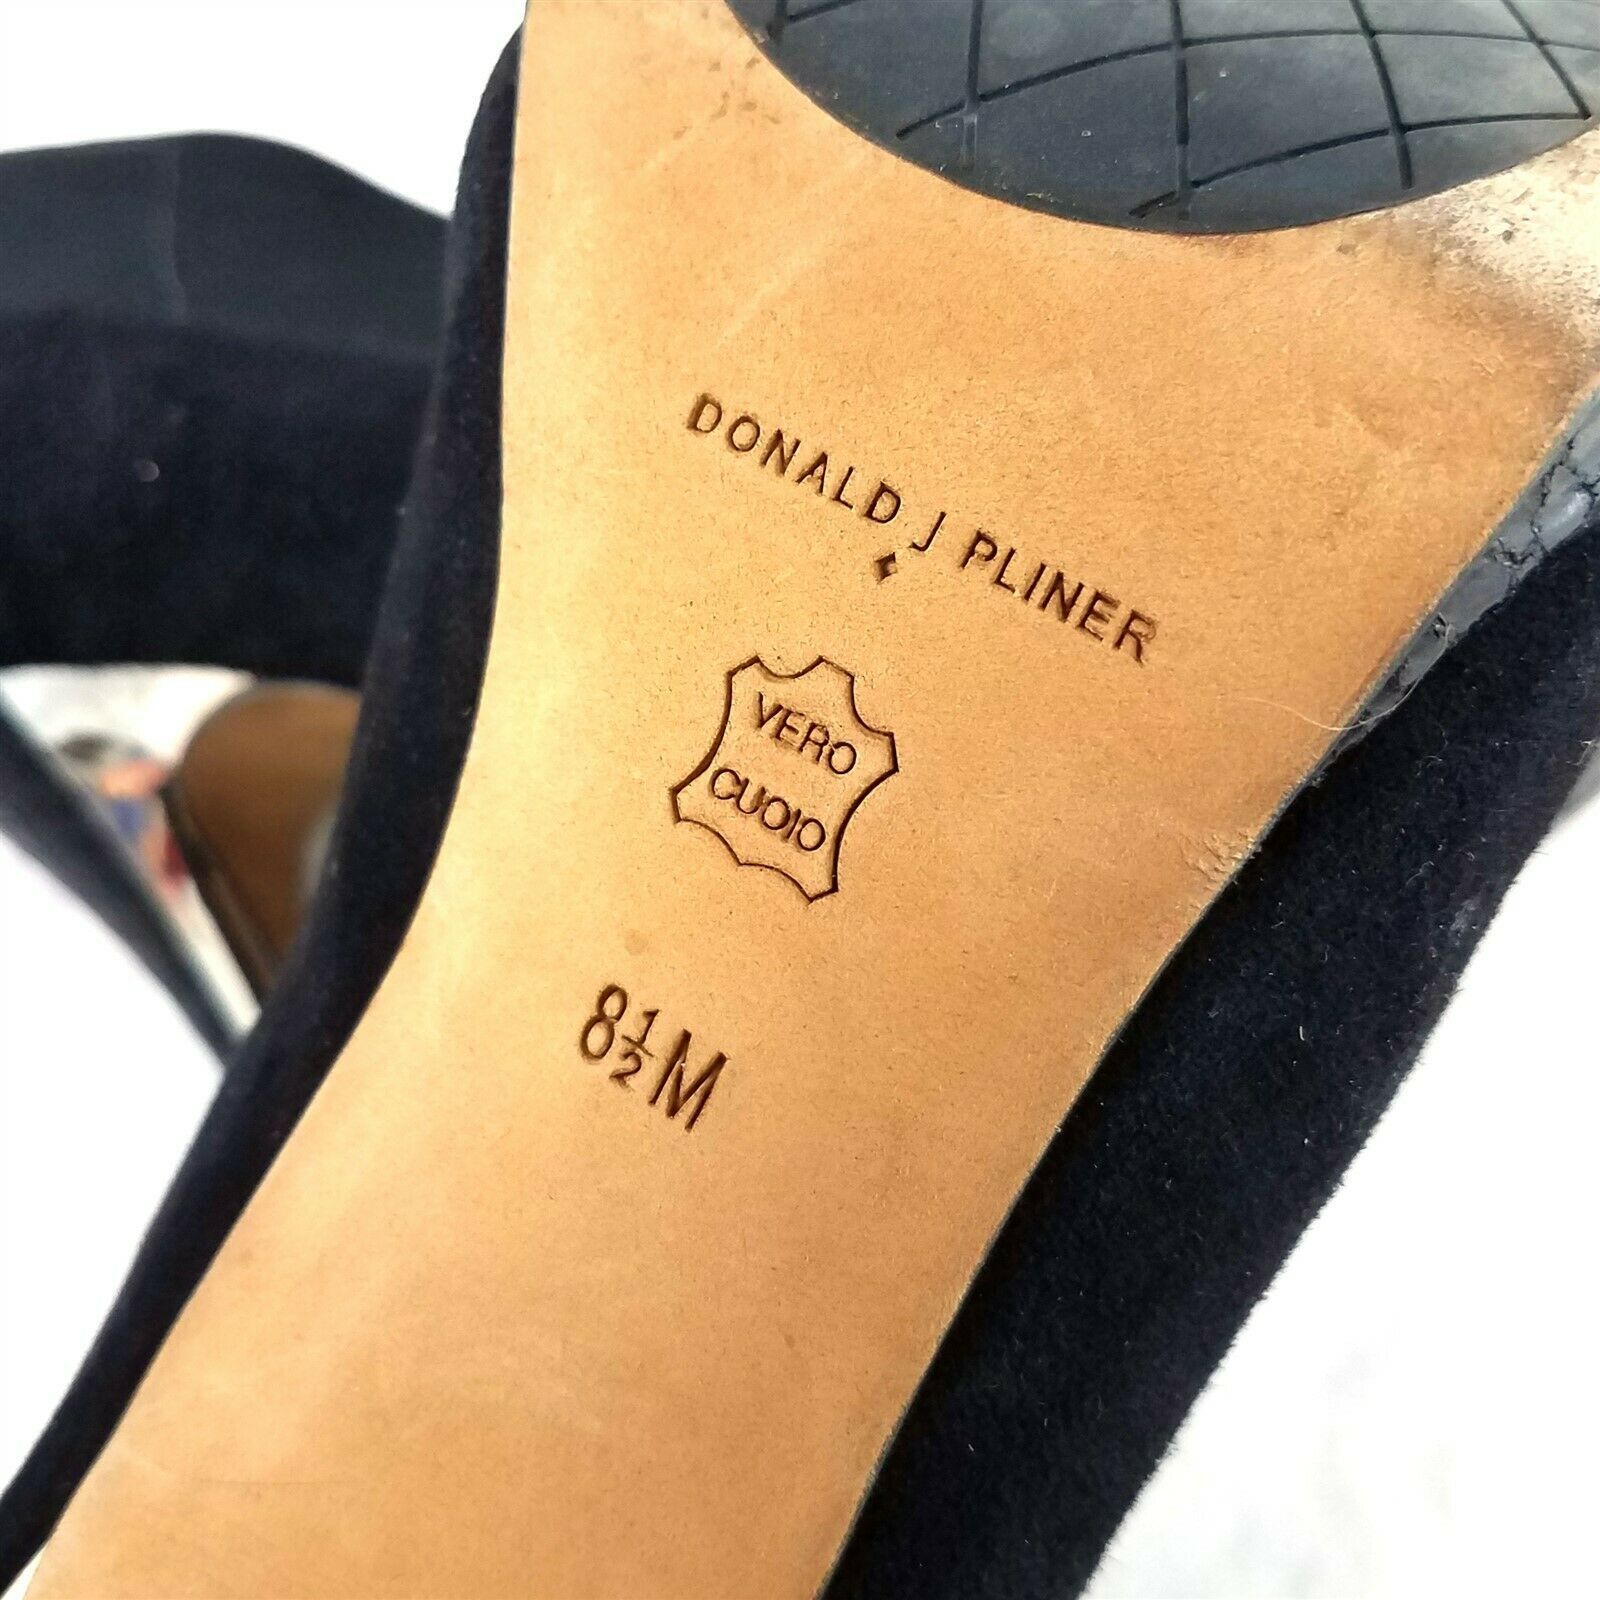 DONALD J PLINER
VERO
CUOIO
8½M